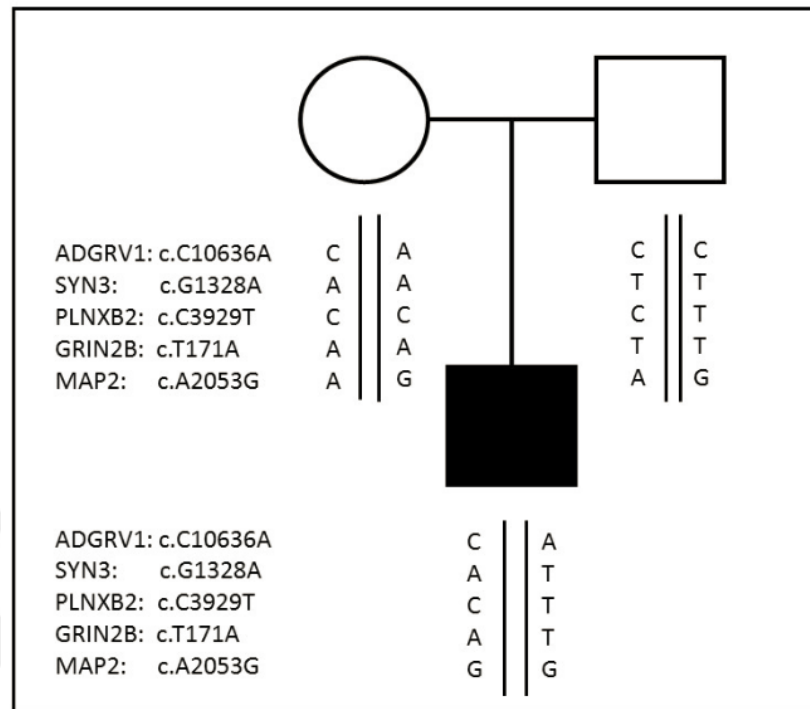 ADGRV1: c.C10636A C A C C
SYN3: c.G1328A A A T T
PLNXB2: c.C3929T C C C T
GRIN2B: c.T171A A A T T
MAP2: c.A2053G A G A G
ADGRV1: c.C10636A C A
SYN3: c.G1328A A T
PLNXB2: c.C3929T C T
GRIN2B: c.T171A A T
MAP2: c.A2053G G G